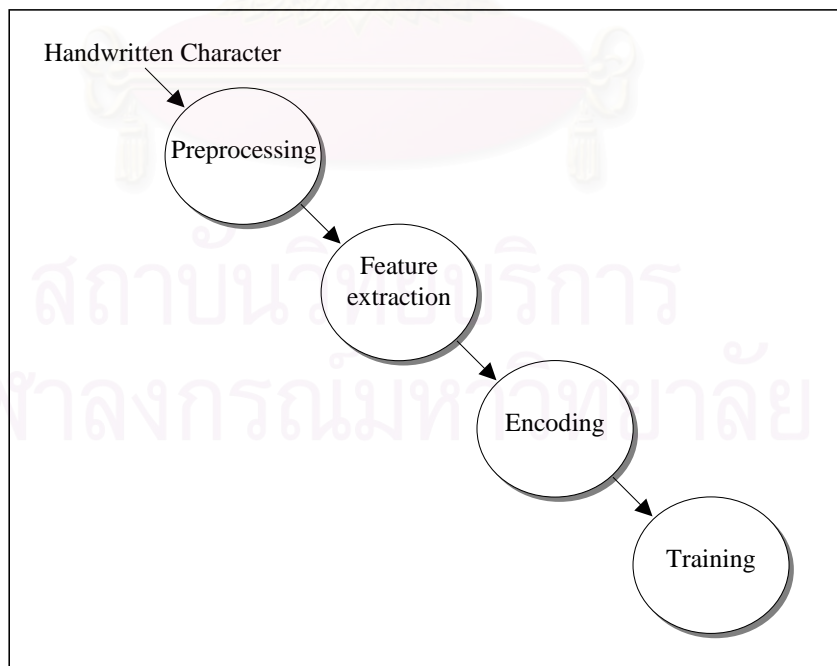 Handwritten Character
Preprocessing
Feature
extraction
สถาบันวิทยบริการ
Encoding
จุฬาลงกรณ์มหาวิทยาลัย
Training